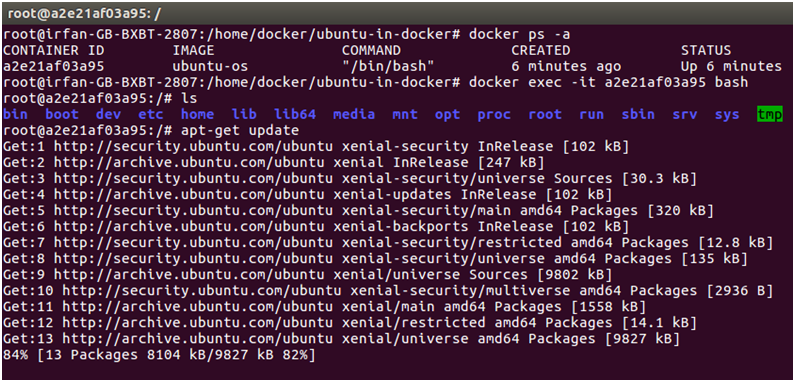 root@a2e21af03a95: /
root@irfan-GB-BXBT-2807:/home/docker/ubuntu-in-docker# docker ps -a
CONTAINER ID IMAGE COMMAND CREATED STATUS
a2e21af03a95 ubuntu-os "/bin/bash" 6 minutes ago Up 6 minutes
root@irfan-GB-BXBT-2807:/home/docker/ubuntu-in-docker# docker exec -it a2e21af03a95 bash
root@a2e21af03a95:/# ls
bin boot dev etc home lib lib64 media mnt opt proc root run sbin srv sys tmp
root@a2e21af03a95:/# apt-get update
Get:1 http://security.ubuntu.com/ubuntu xenial-security InRelease [102 kB]
Get:2 http://archive.ubuntu.com/ubuntu xenial InRelease [247 kB]
Get:3 http://security.ubuntu.com/ubuntu xenial-security/universe Sources [30.3 kB]
Get:4 http://archive.ubuntu.com/ubuntu xenial-updates InRelease [102 kB]
Get:5 http://security.ubuntu.com/ubuntu xenial-security/main amd64 Packages [320 kB]
Get:6 http://archive.ubuntu.com/ubuntu xenial-backports InRelease [102 kB]
Get:7 http://security.ubuntu.com/ubuntu xenial-security/restricted amd64 Packages [12.8 kB]
Get:8 http://security.ubuntu.com/ubuntu xenial-security/universe amd64 Packages [135 kB]
Get:9 http://archive.ubuntu.com/ubuntu xenial/universe Sources [9802 kB]
Get:10 http://security.ubuntu.com/ubuntu xenial-security/multiverse amd64 Packages [2936 B]
Get:11 http://archive.ubuntu.com/ubuntu xenial/main amd64 Packages [1558 kB]
Get:12 http://archive.ubuntu.com/ubuntu xenial/restricted amd64 Packages [14.1 kB]
Get:13 http://archive.ubuntu.com/ubuntu xenial/universe amd64 Packages [9827 kB]
84% [13 Packages 8104 kB/9827 kB 82%]